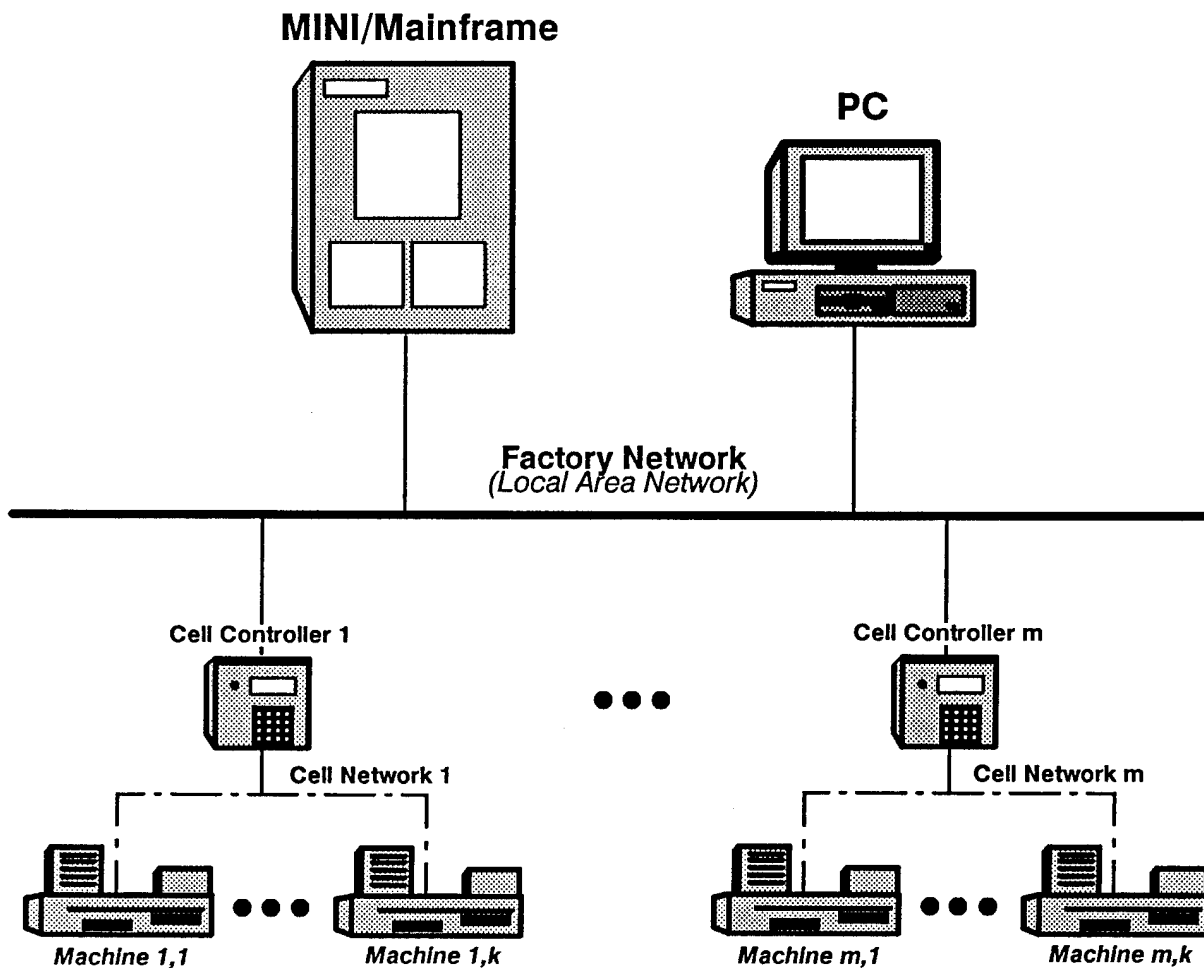 MINI/Mainframe
PC
Factory Network
(Local Area Network)
Cell Controller 1
Cell Controller m
Cell Network 1
Cell Network m
Machine 1,1
Machine 1,k
Machine m,1
Machine m,k